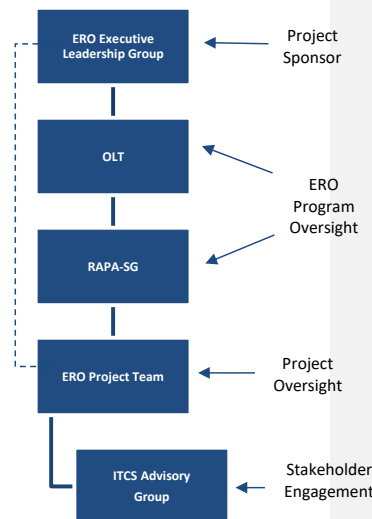 ERO Executive
Leadership Group
Project
Sponsor
OLT
ERO
Program
Oversight
RAPA-SG
ERO Project Team
Project
Oversight
ITCS Advisory
Group
Stakeholder
Engagement